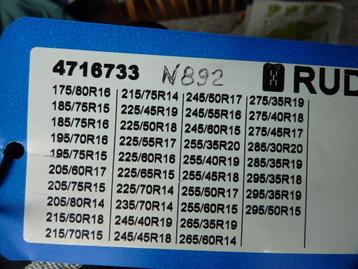 4716733 N892 RUD
175/80R16 215/75R14 245/50R17 275/35R19
185/75R15 225/45R19 245/55R16 275/40R18
185/75R16 225/50R18 245/60R15 275/45R17
195/70R16 225/55R17 255/35R20 285/30R20
195/75R15 225/60R16 255/40R19 285/35R19
205/60R17 225/65R15 255/45R18 285/40R18
205/75R15 225/70R14 255/50R17 295/35R19
205/80R14 235/70R14 255/60R15 295/50R15
215/50R18 245/40R19 265/35R19
215/70R15 245/45R18 265/60R14